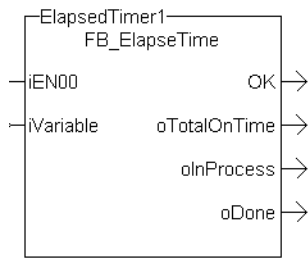 ElapsedTimer1
FB_ElapseTime
iEN00 OK
iVariable oTotalOnTime
oInProcess
oDone